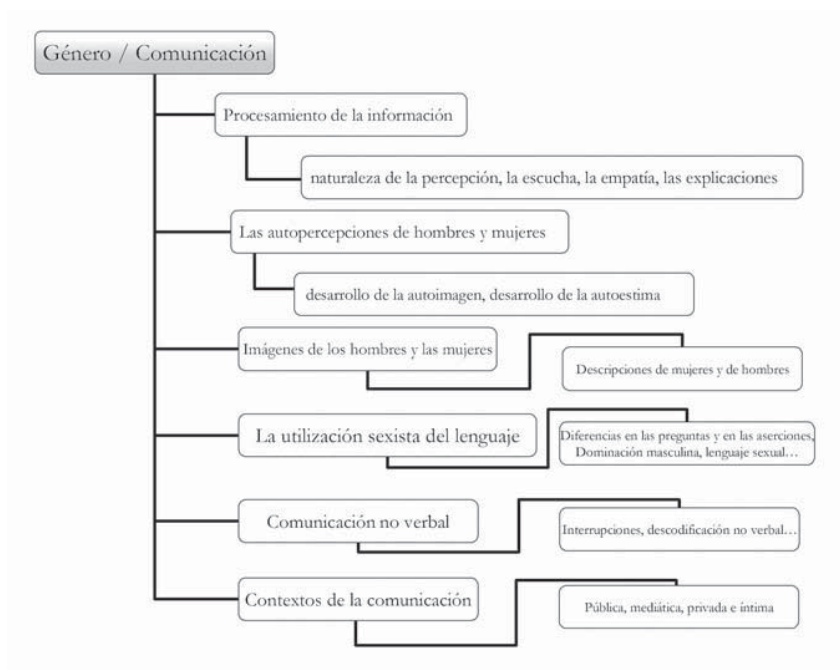 Género / Comunicación
Procesamiento de la información
naturaleza de la percepción, la escucha, la empatía, las explicaciones
Las autopercepciones de hombres y mujeres
desarrollo de la autoimagen, desarrollo de la autoestima
Imágenes de los hombres y las mujeres
Descripciones de mujeres y de hombres
La utilización sexista del lenguaje
Diferencias en las preguntas y en las aserciones,
Dominación masculina, lenguaje sexual…
Comunicación no verbal
Interrupciones, descodificación no verbal…
Contextos de la comunicación
Pública, mediática, privada e íntima